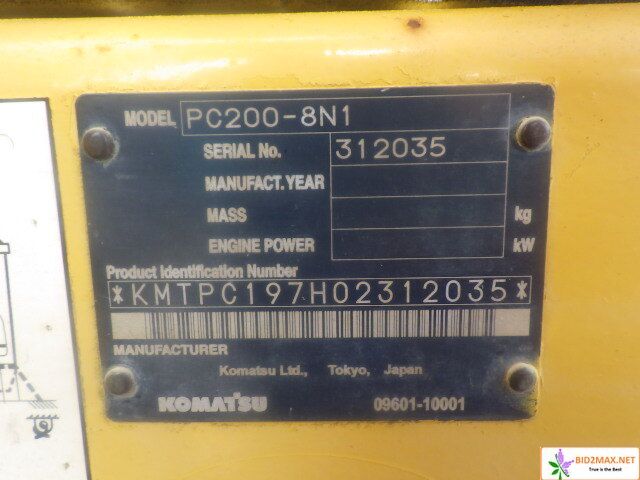 MODEL PC200-8N1
SERIAL No. 312035
MANUFACT. YEAR
MASS kg
ENGINE POWER kW
Product Identification Number
*KMTPC197H02312035*
MANUFACTURER
Komatsu Ltd., Tokyo, Japan
KOMATSU 09601-10001
BID2MAX.NET